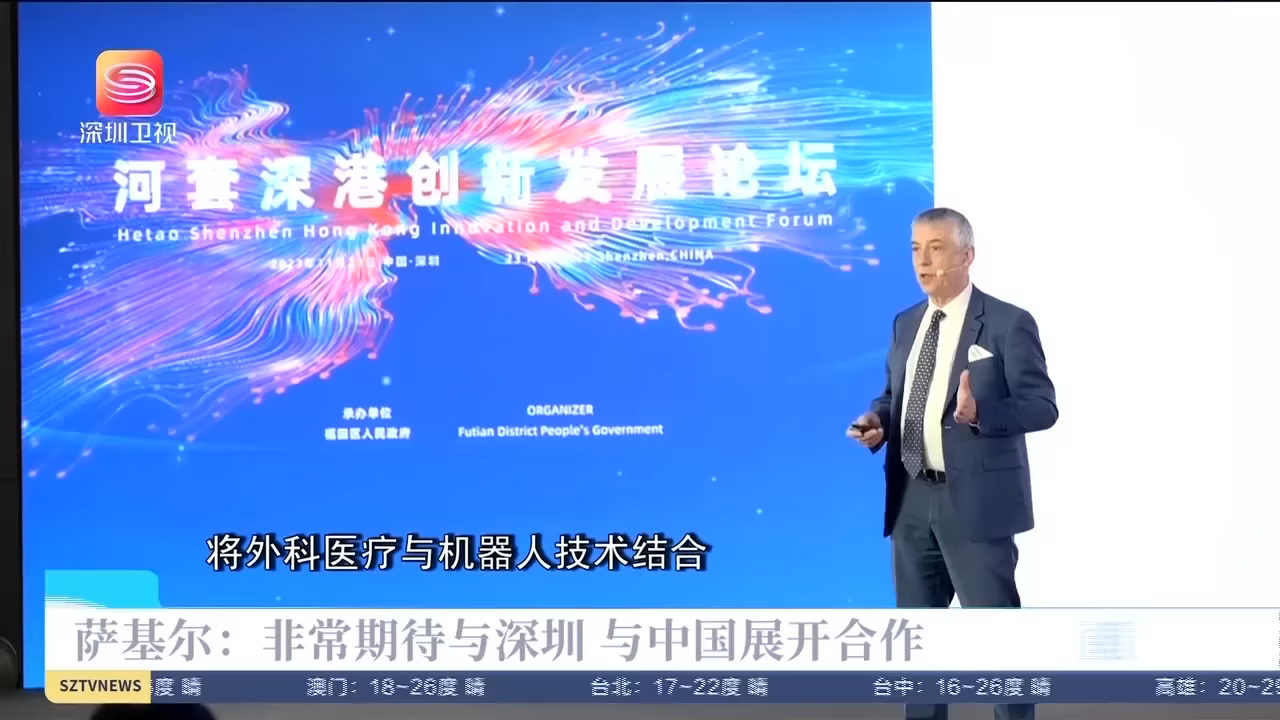 深圳卫视
河套深港创新发展论坛
Hetao Shenzhen Hong Kong Innovation and Development Forum
中国·深圳
Shenzhen,CHINA
承办单位
福田区人民政府
ORGANIZER
Futian District People's Government
将外科医疗与机器人技术结合
萨基尔：非常期待与深圳 与中国展开合作
SZTVNEWS
度 晴 澳门：18~26度 晴 台北：17~22度 晴 台中：16~26度 晴 高雄：20~2